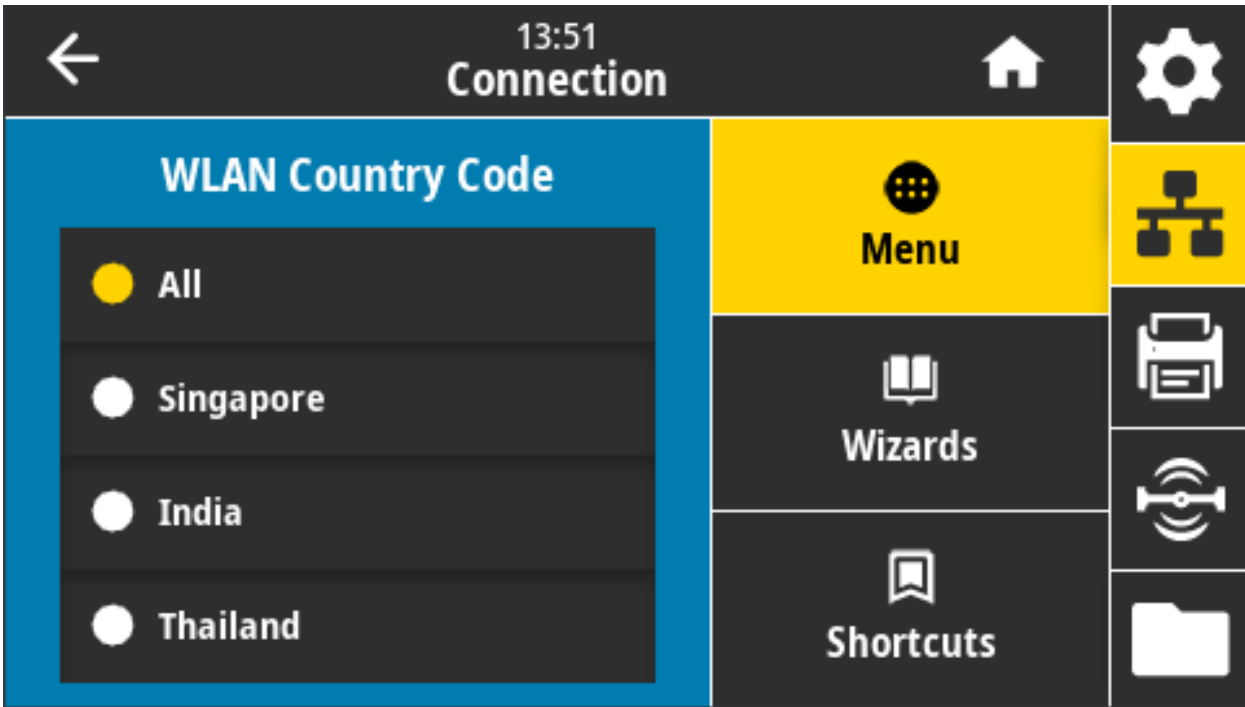 13:51
Connection
WLAN Country Code
All
Singapore
India
Thailand
Menu
Wizards
Shortcuts